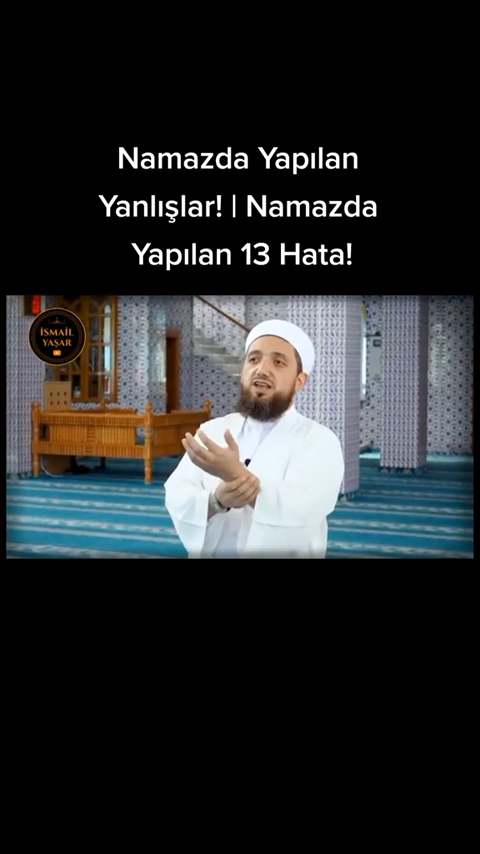 Namazda Yapılan
Yanlışlar! | Namazda
Yapılan 13 Hata!
İSMAİL
YAŞAR